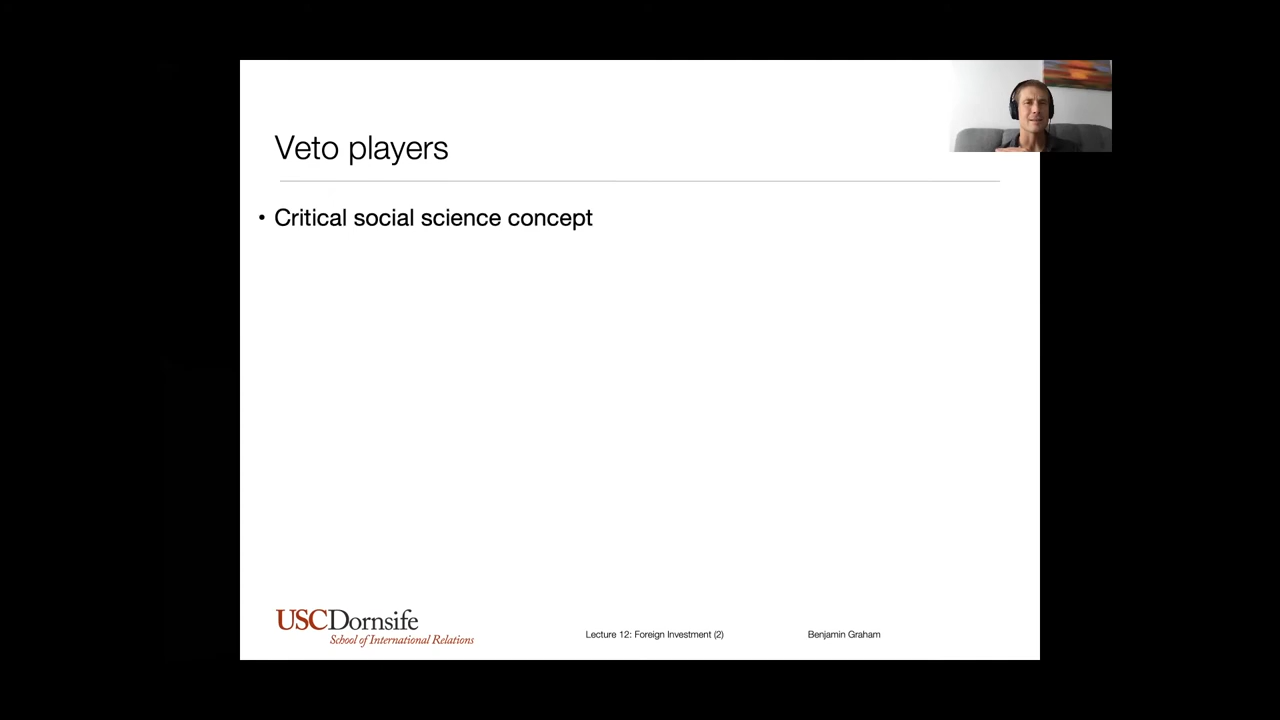 Veto players
• Critical social science concept
USCDornsife
School of International Relations
Lecture 12: Foreign Investment (2)
Benjamin Graham